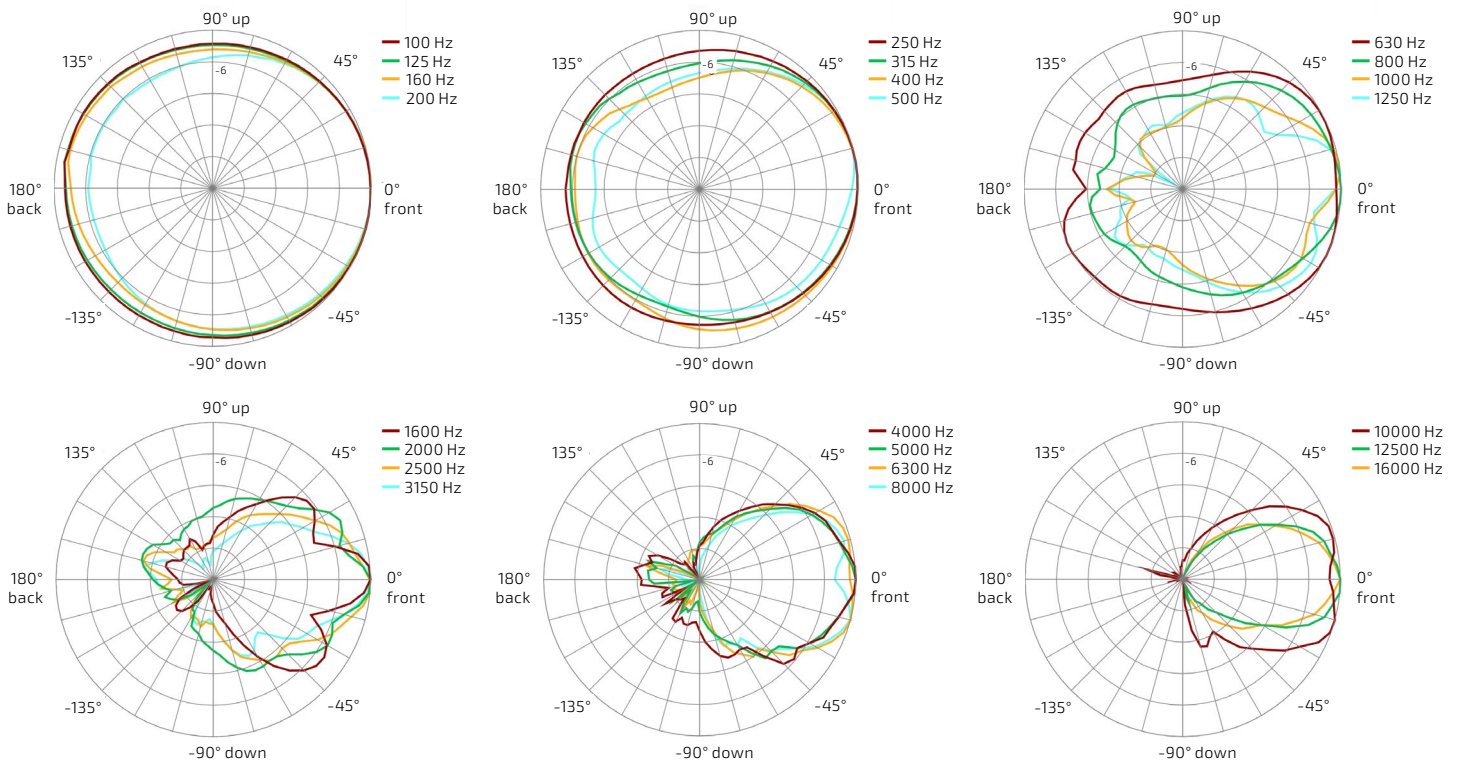 90° up
135°
45°
-6
180°
back
0°
front
-135°
-45°
-90° down
100 Hz
125 Hz
160 Hz
200 Hz
90° up
135°
45°
-6
180°
back
0°
front
-135°
-45°
-90° down
250 Hz
315 Hz
400 Hz
500 Hz
90° up
135°
45°
-6
180°
back
0°
front
-135°
-45°
-90° down
630 Hz
800 Hz
1000 Hz
1250 Hz
90° up
135°
45°
-6
180°
back
0°
front
-135°
-45°
-90° down
1600 Hz
2000 Hz
2500 Hz
3150 Hz
90° up
135°
45°
-6
180°
back
0°
front
-135°
-45°
-90° down
4000 Hz
5000 Hz
6300 Hz
8000 Hz
90° up
135°
45°
-6
180°
back
0°
front
-135°
-45°
-90° down
10000 Hz
12500 Hz
16000 Hz